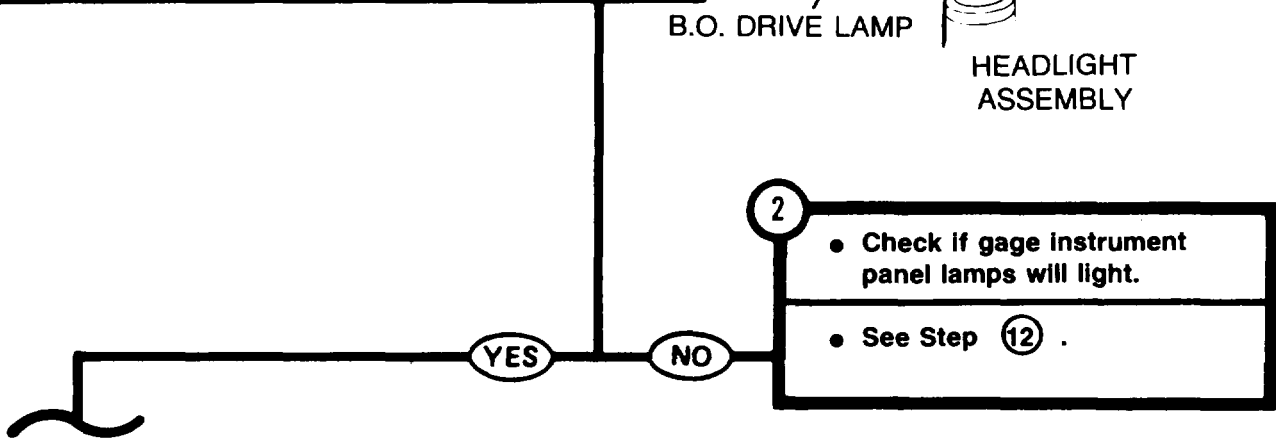 B.O. DRIVE LAMP
HEADLIGHT
ASSEMBLY
2
• Check if gage instrument
panel lamps will light.
• See Step 12 .
YES
NO